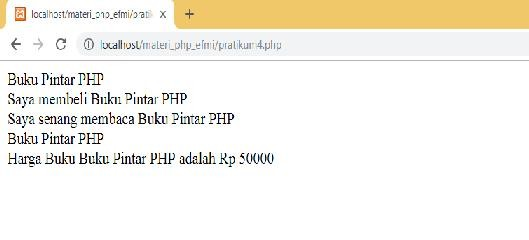 localhost/materi_php_efmi/pratik
localhost/materi_php_efmi/pratikum4.php
Buku Pintar PHP
Saya membeli Buku Pintar PHP
Saya senang membaca Buku Pintar PHP
Buku Pintar PHP
Harga Buku Buku Pintar PHP adalah Rp 50000